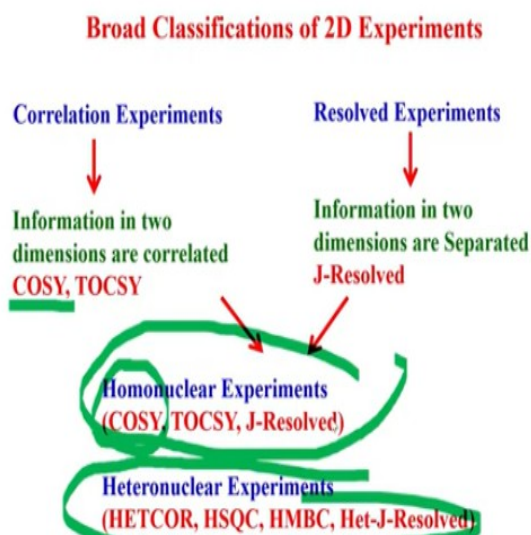 Broad Classifications of 2D Experiments
Correlation Experiments
Resolved Experiments
Information in two
dimensions are correlated
COSY, TOCSY
Information in two
dimensions are Separated
J-Resolved
Homonuclear Experiments
(COSY, TOCSY, J-Resolved)
Heteronuclear Experiments
(HETCOR, HSQC, HMBC, Het-J-Resolved)